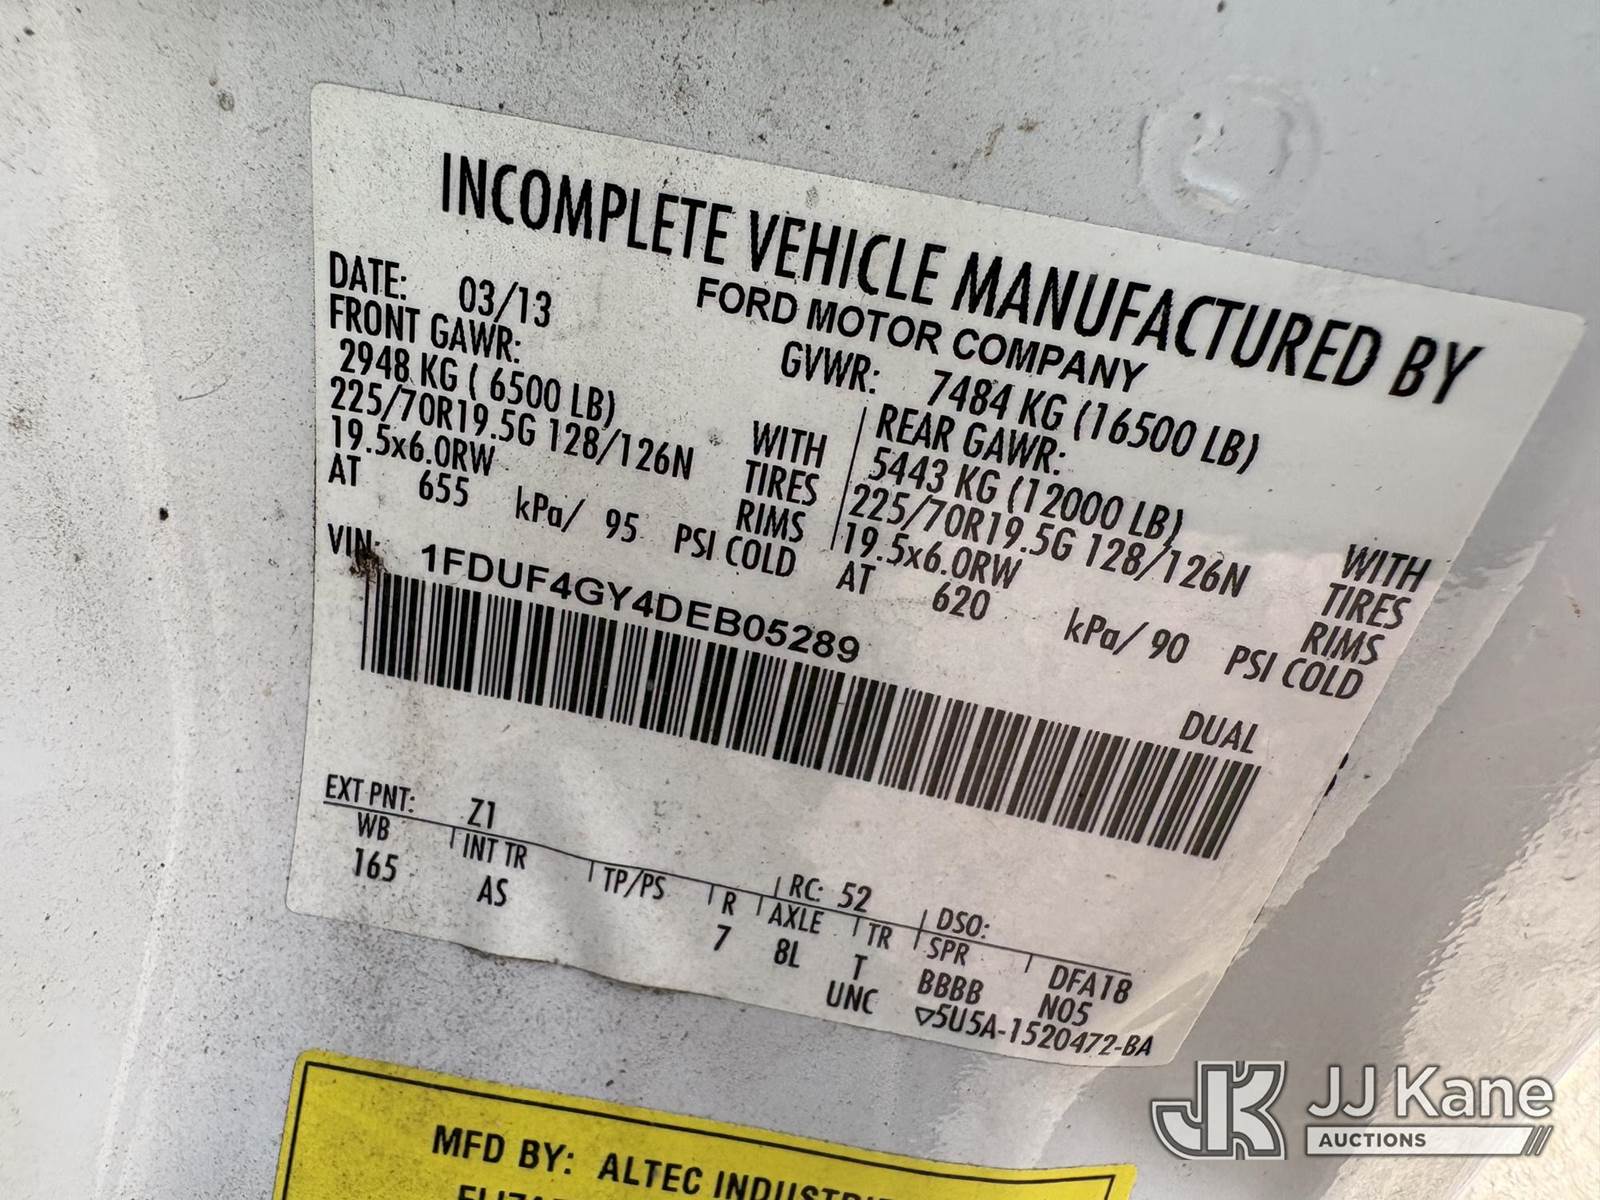 INCOMPLETE VEHICLE MANUFACTURED BY
FORD MOTOR COMPANY
DATE: 03/13 GVWR: 7484 KG (16500 LB)
FRONT GAWR: REAR GAWR:
2948 KG ( 6500 LB) WITH 5443 KG (12000 LB) WITH
225/70R19.5G 128/126N TIRES 225/70R19.5G 128/126N TIRES
19.5x6.0RW RIMS 19.5x6.0RW RIMS
AT 655 kPa/ 95 PSI COLD AT 620 kPa/ 90 PSI COLD
VIN: 1FDUF4GY4DEB05289
DUAL
EXT PNT: Z1 RC: 52 DSO:
WB INT TR TP/PS R AXLE TR SPR DFA18
165 AS 7 8L T BBBB N05
UNC ▽5U5A-1520472-BA
MFD BY: ALTEC
JK JJ Kane
AUCTIONS